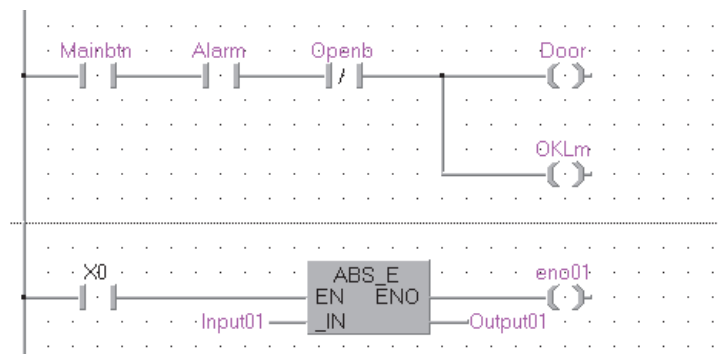 Mainbtn Alarm Openb Door
/
OKLm
X0 ABS_E eno01
EN ENO
Input01 _IN Output01